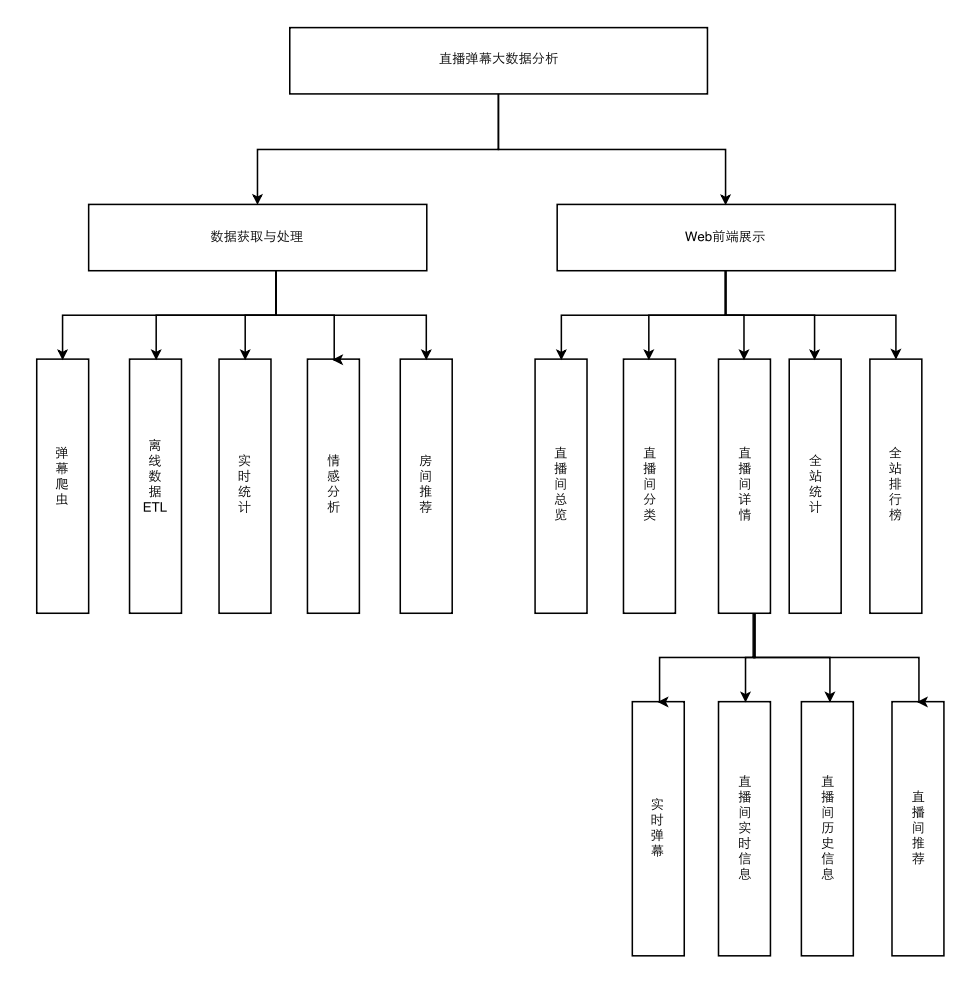 直播弹幕大数据分析
数据获取与处理
Web前端展示
弹幕爬虫
离线数据ETL
实时统计
情感分析
房间推荐
直播间总览
直播间分类
直播间详情
全站统计
全站排行榜
实时弹幕
直播间实时信息
直播间历史信息
直播间推荐